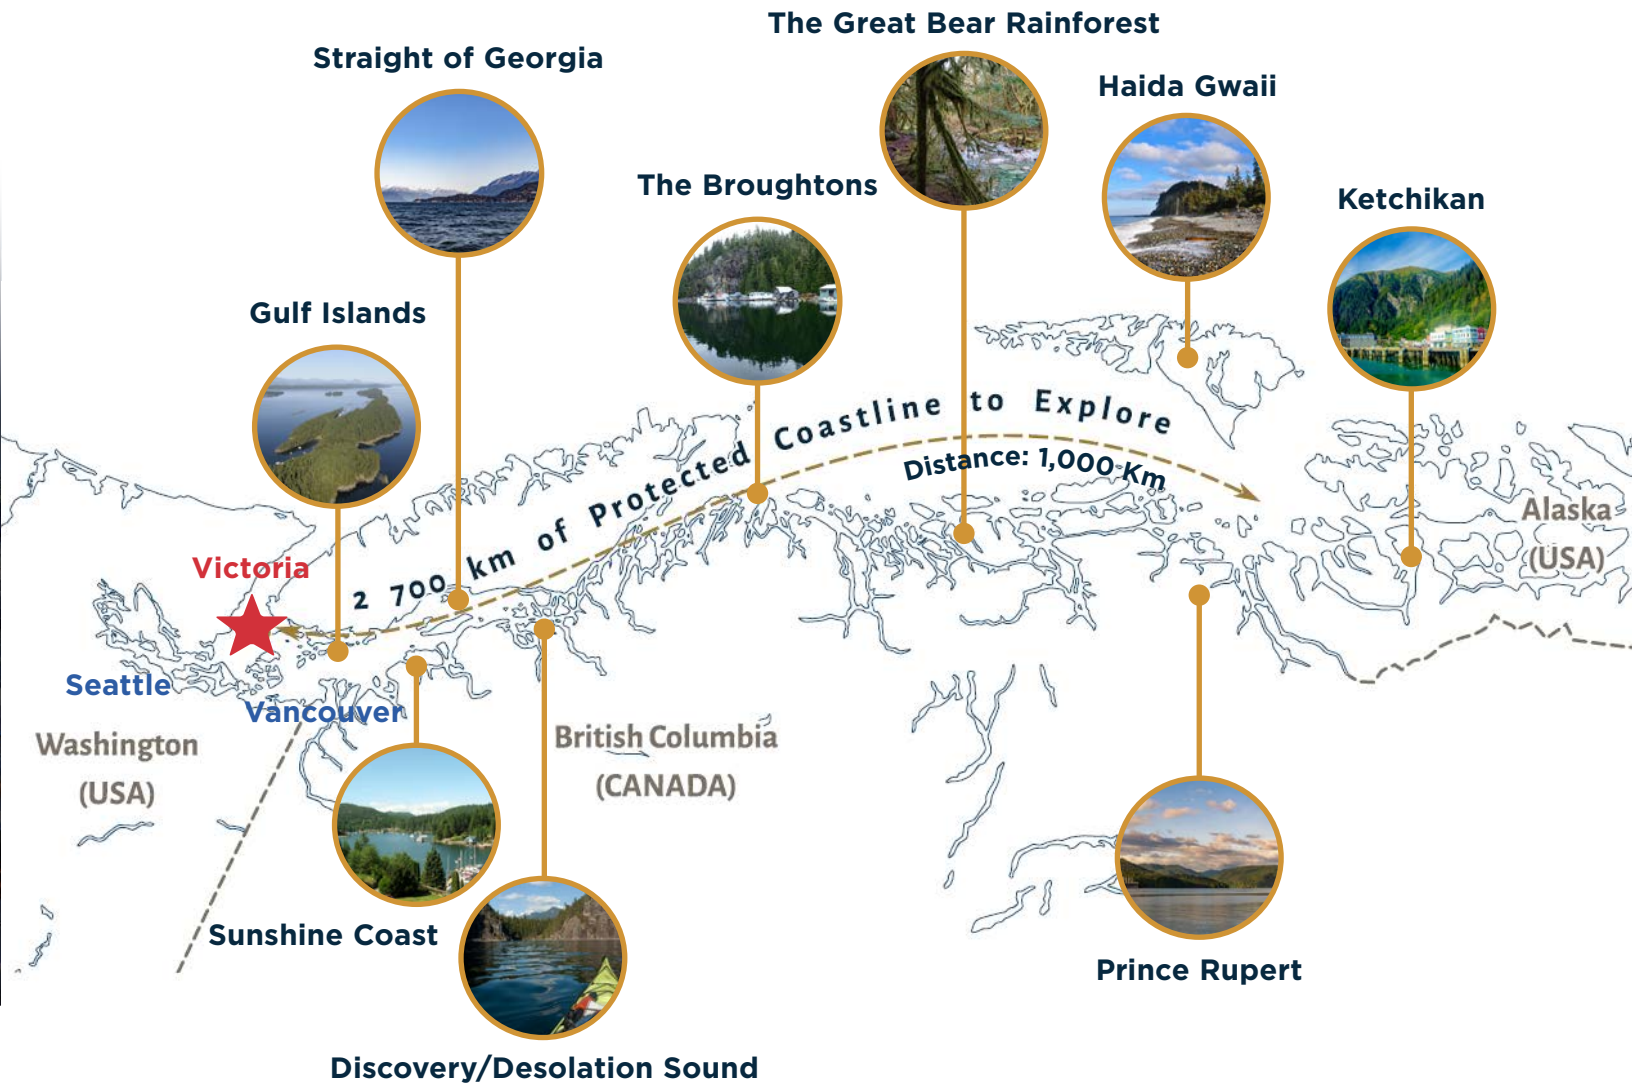 The Great Bear Rainforest
Straight of Georgia
Haida Gwaii
The Broughtons
Ketchikan
Gulf Islands
2 700 km of Protected Coastline to Explore
Distance: 1,000 Km
Alaska
(USA)
Victoria
Seattle
Vancouver
Washington
(USA)
British Columbia
(CANADA)
Sunshine Coast
Prince Rupert
Discovery/Desolation Sound